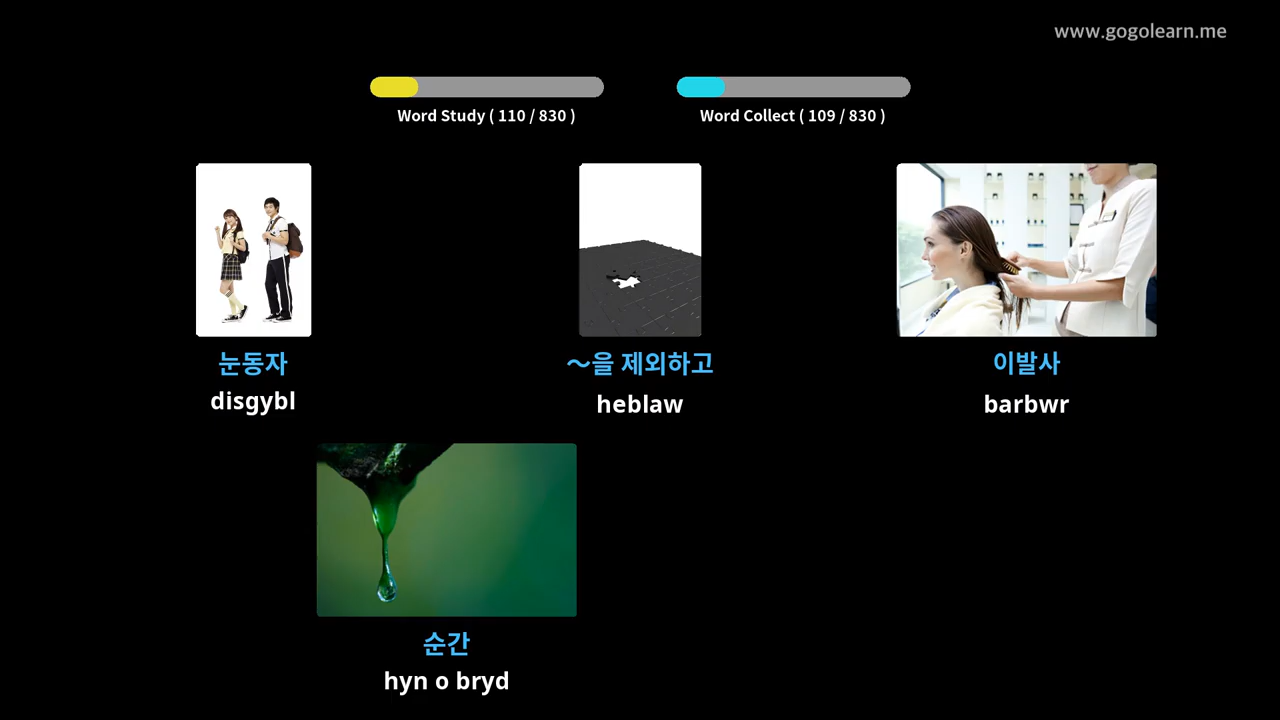 www.gogolearn.me
Word Study ( 110 / 830 )
Word Collect ( 109 / 830 )
눈동자
disgybl
～을 제외하고
heblaw
이발사
barbwr
순간
hyn o bryd